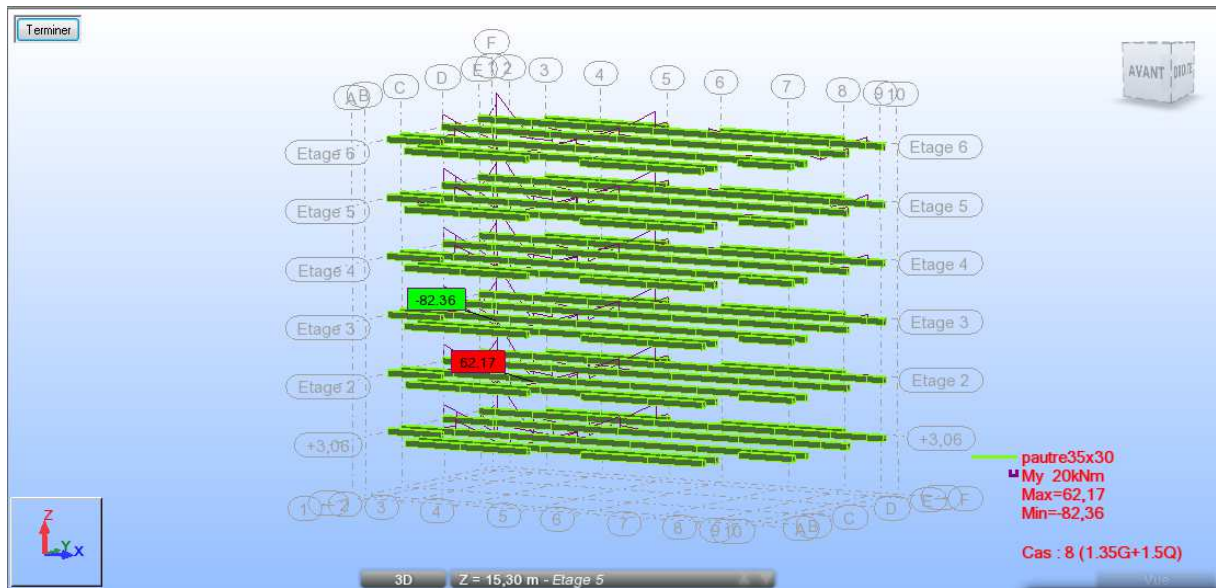 Terminer
F
A B C D E 1 2 3 4 5 6 7 8 9 10
AVANT
Etage 6 Etage 6
Etage 5 Etage 5
Etage 4 Etage 4
-82.36
Etage 3 Etage 3
62.17
Etage 2 Etage 2
+3,06 +3,06
pautre35x30
My 20kNm
Max=62,17
Min=-82,36
Cas : 8 (1.35G+1.5Q)
1 2 3 4 5 6 7 8 9 10 A B C D E F
Z
Y
X
3D Z = 15,30 m - Etage 5
Vue